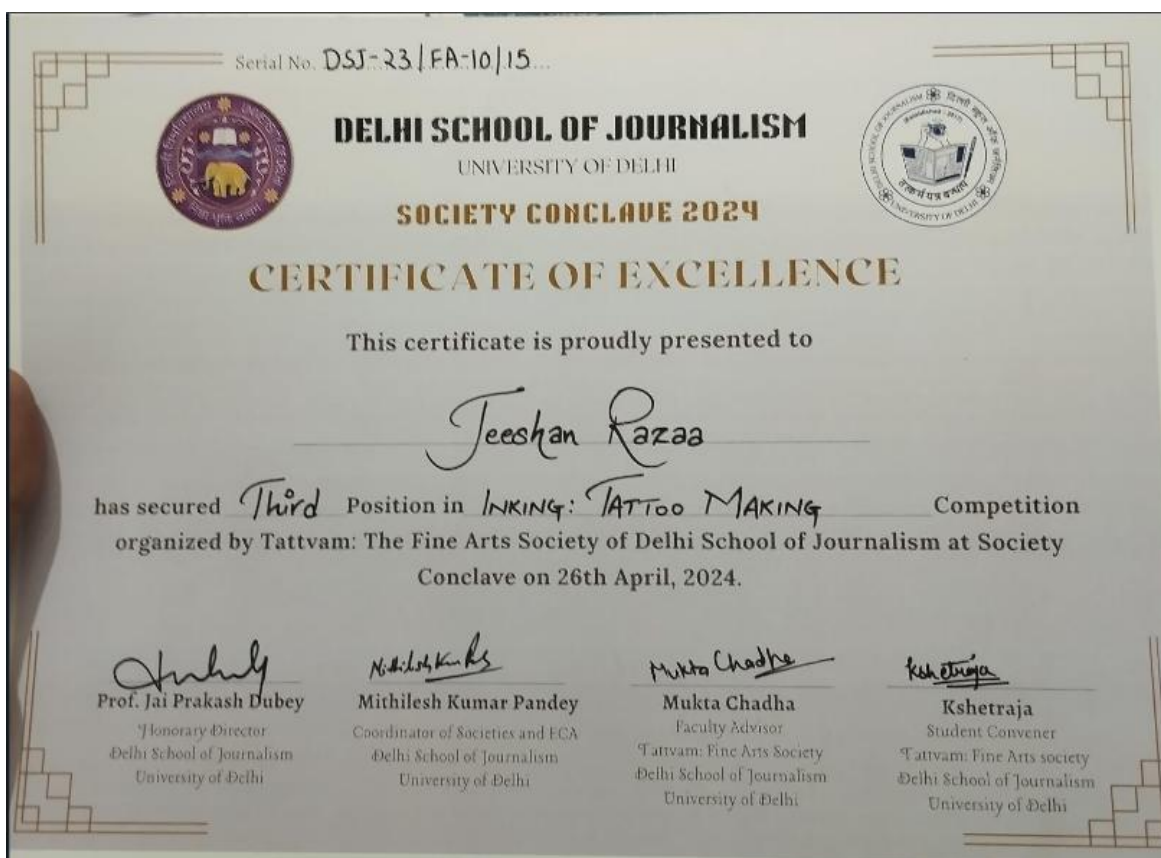 Serial No. DSJ-23/FA-10/15
DELHI SCHOOL OF JOURNALISM
UNIVERSITY OF DELHI
SOCIETY CONCLAVE 2024
CERTIFICATE OF EXCELLENCE
This certificate is proudly presented to
Jeeshan Razaa
has secured Third Position in INKING: TATTOO MAKING Competition
organized by Tattvam: The Fine Arts Society of Delhi School of Journalism at Society
Conclave on 26th April, 2024.
Mukta Chadha
Kshetraja
Prof. Jai Prakash Dubey
Mithilesh Kumar Pandey
Mukta Chadha
Kshetraja
Honorary Director
Coordinator of Societies and ECA
Faculty Advisor
Student Convener
Delhi School of Journalism
Delhi School of Journalism
Tattvam: Fine Arts Society
Tattvam: Fine Arts society
University of Delhi
University of Delhi
Delhi School of Journalism
Delhi School of Journalism
University of Delhi
University of Delhi